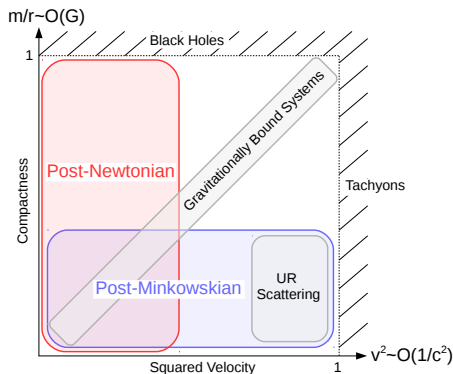 m/r~O(G)
Black Holes
1
Gravitationally Bound Systems
Post-Newtonian
Compactness
Tachyons
Post-Minkowskian
UR
Scattering
Squared Velocity
1
v²~O(1/c²)